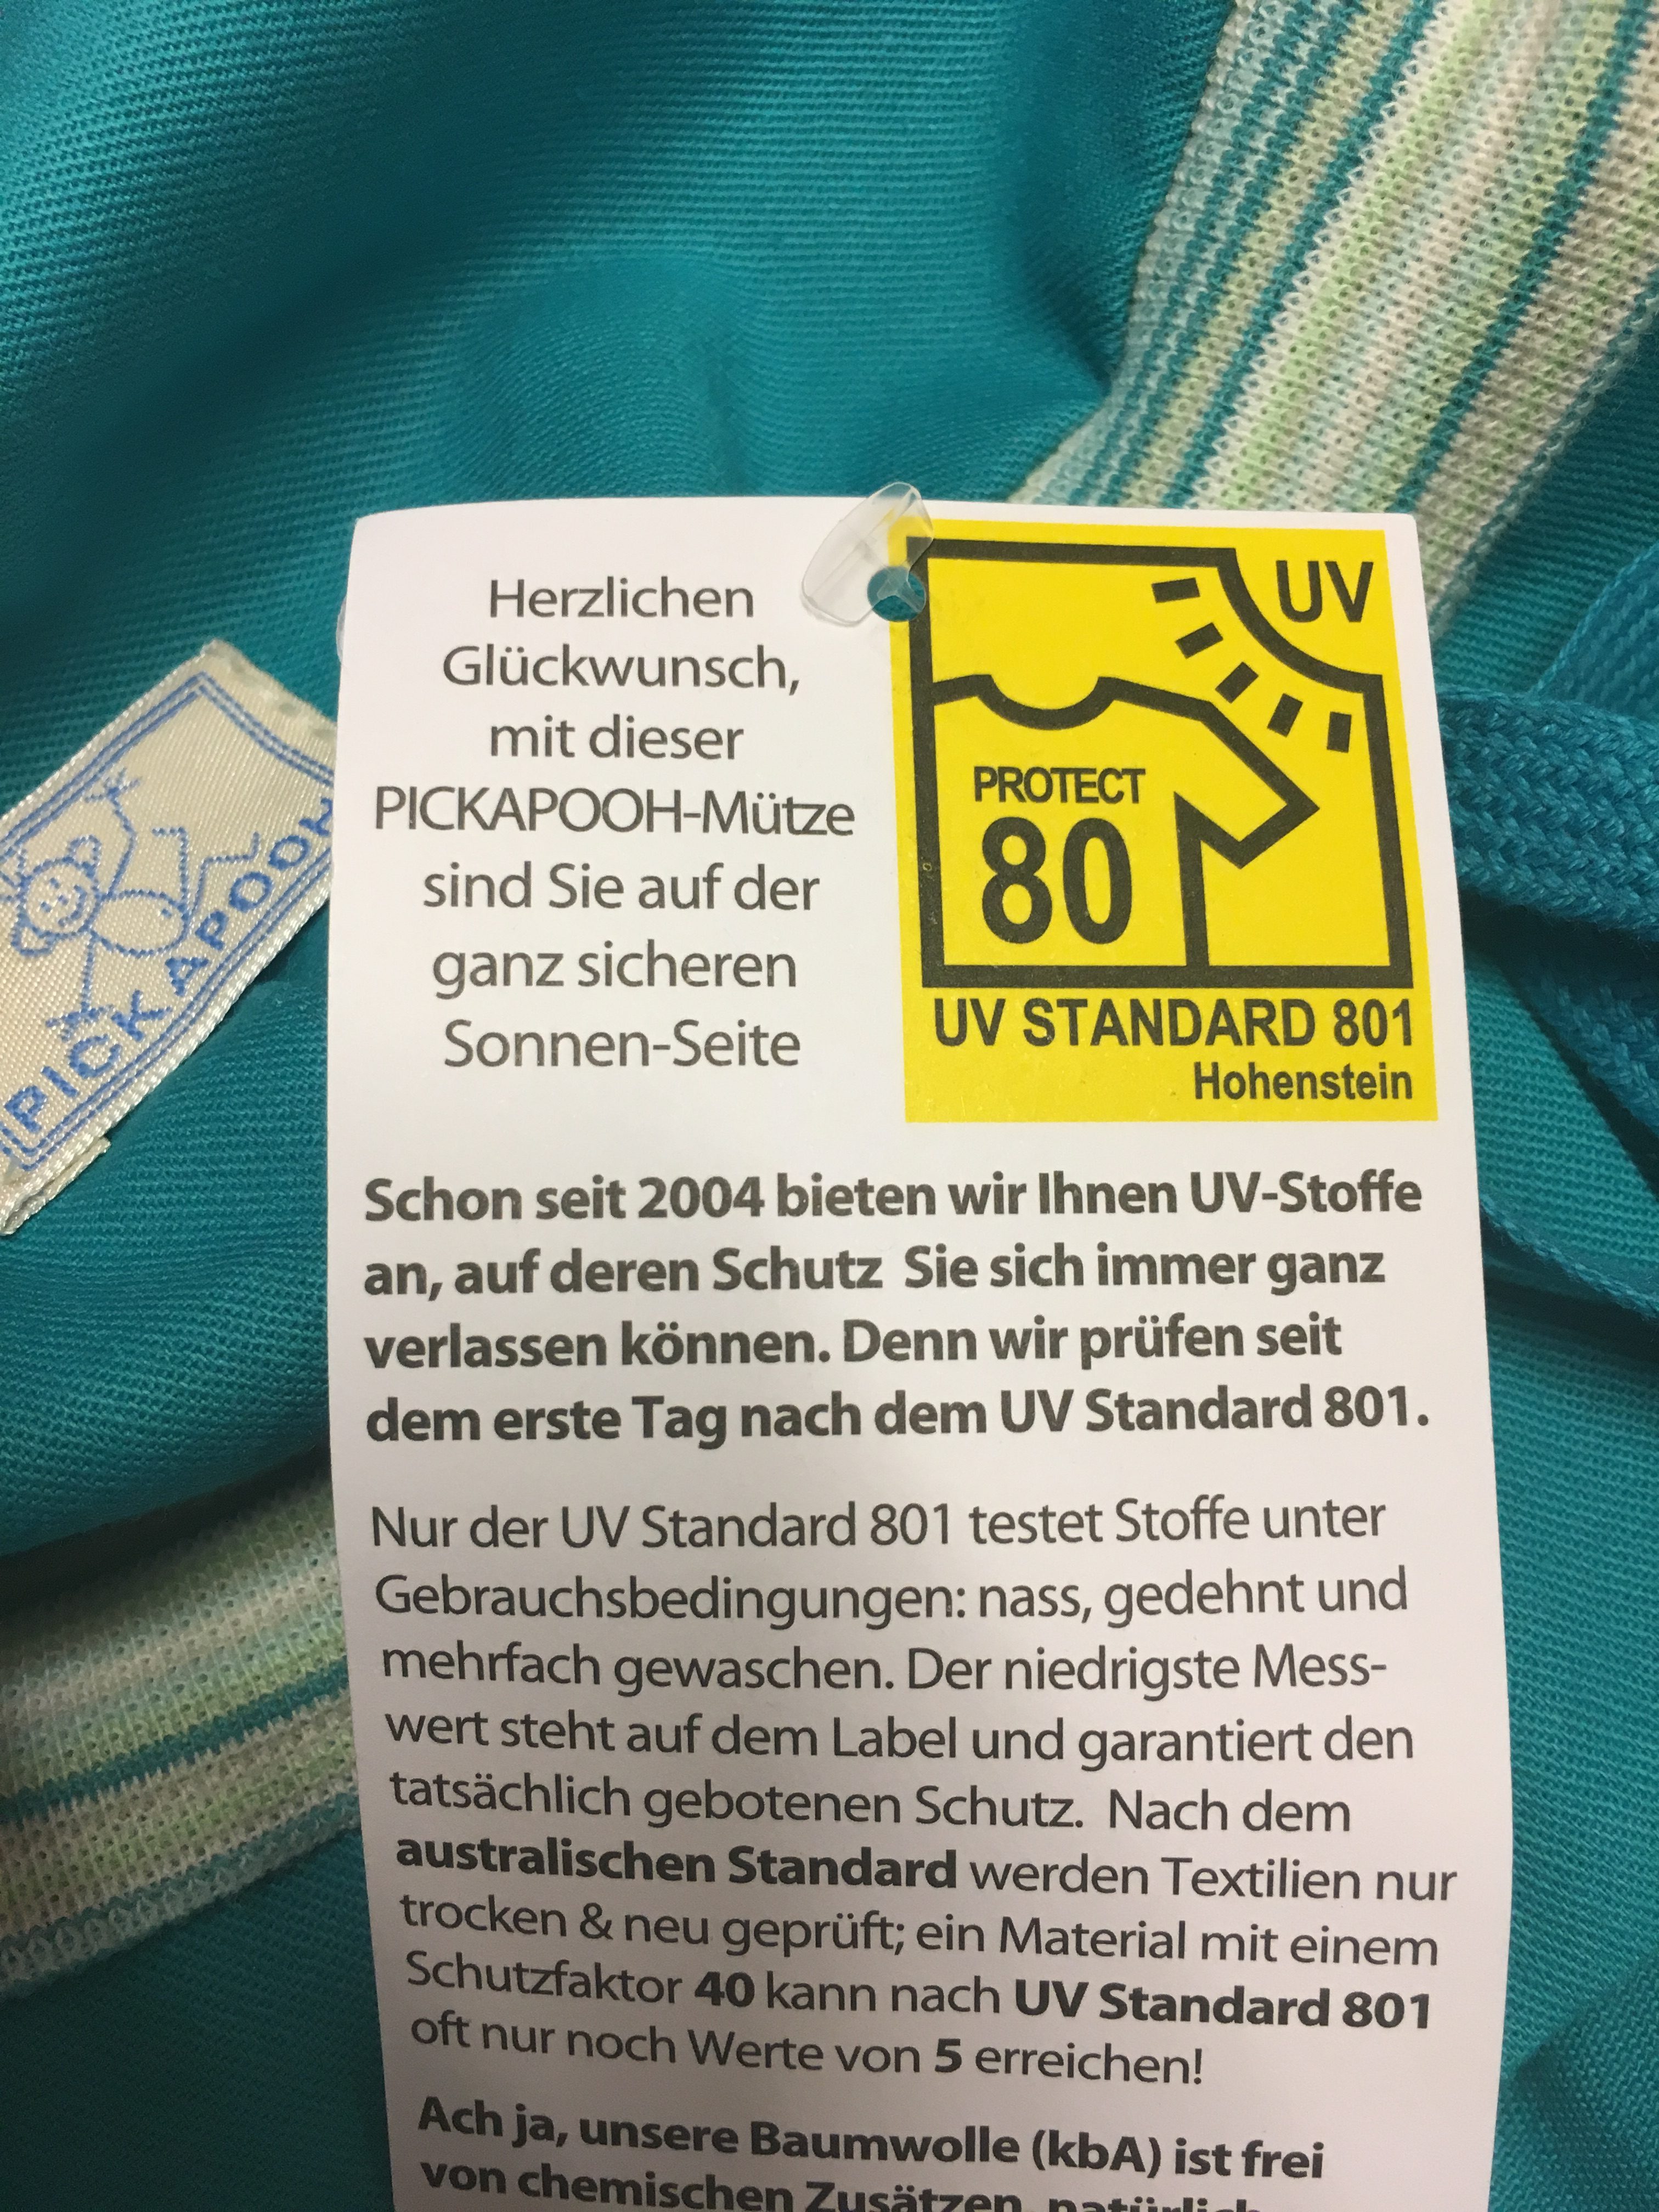 Herzlichen
Glückwunsch,
mit dieser
PICKAPOOH-Mütze
sind Sie auf der
ganz sicheren
Sonnen-Seite
UV
PROTECT
80
UV STANDARD 801
Hohenstein
PICKAPOOH
Schon seit 2004 bieten wir Ihnen UV-Stoffe
an, auf deren Schutz Sie sich immer ganz
verlassen können. Denn wir prüfen seit
dem erste Tag nach dem UV Standard 801.
Nur der UV Standard 801 testet Stoffe unter
Gebrauchsbedingungen: nass, gedehnt und
mehrfach gewaschen. Der niedrigste Mess-
wert steht auf dem Label und garantiert den
tatsächlich gebotenen Schutz. Nach dem
australischen Standard werden Textilien nur
trocken & neu geprüft; ein Material mit einem
Schutzfaktor 40 kann nach UV Standard 801
oft nur noch Werte von 5 erreichen!
Ach ja, unsere Baumwolle (kbA) ist frei
von chemischen Zusätzen, natürlich